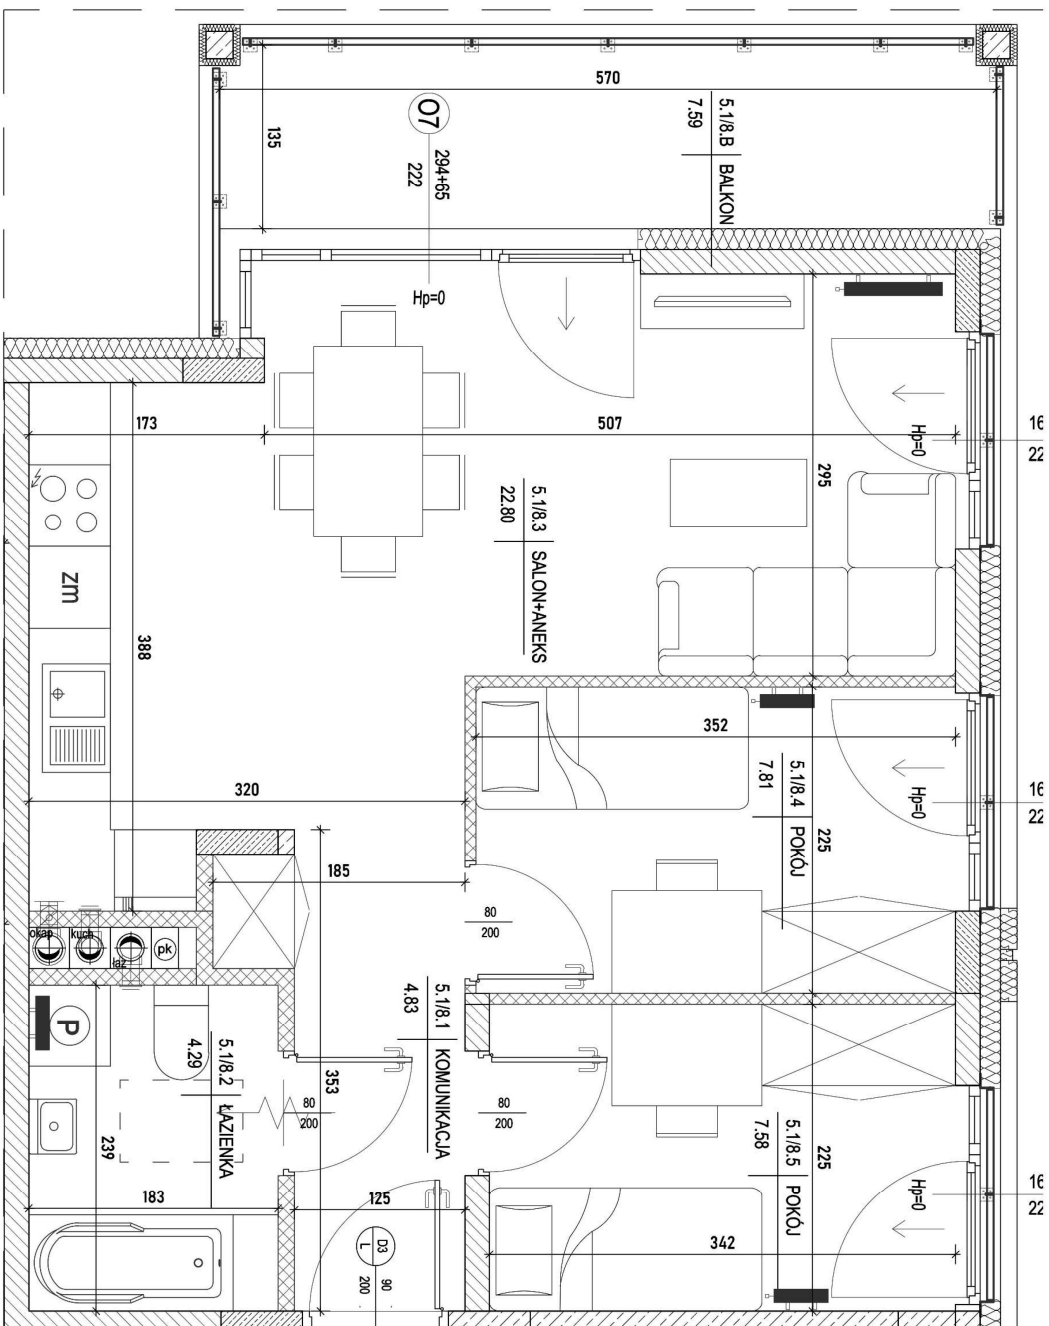 570
135
O7
294+65
222
Hp=0
5.1/8.B BALKON
7.59
173
507
Hp=0
16
22
295
5.1/8.3 SALON+ANEKS
22.80
zm
388
320
352
5.1/8.4 POKÓJ
7.81
225
Hp=0
16
22
185
80
200
okap
kuch
łaz
pk
P
5.1/8.1 KOMUNIKACJA
4.83
5.1/8.2 ŁAZIENKA
4.29
353
80
200
80
200
239
183
125
D3
L
90
200
5.1/8.5 POKÓJ
7.58
225
342
Hp=0
16
22